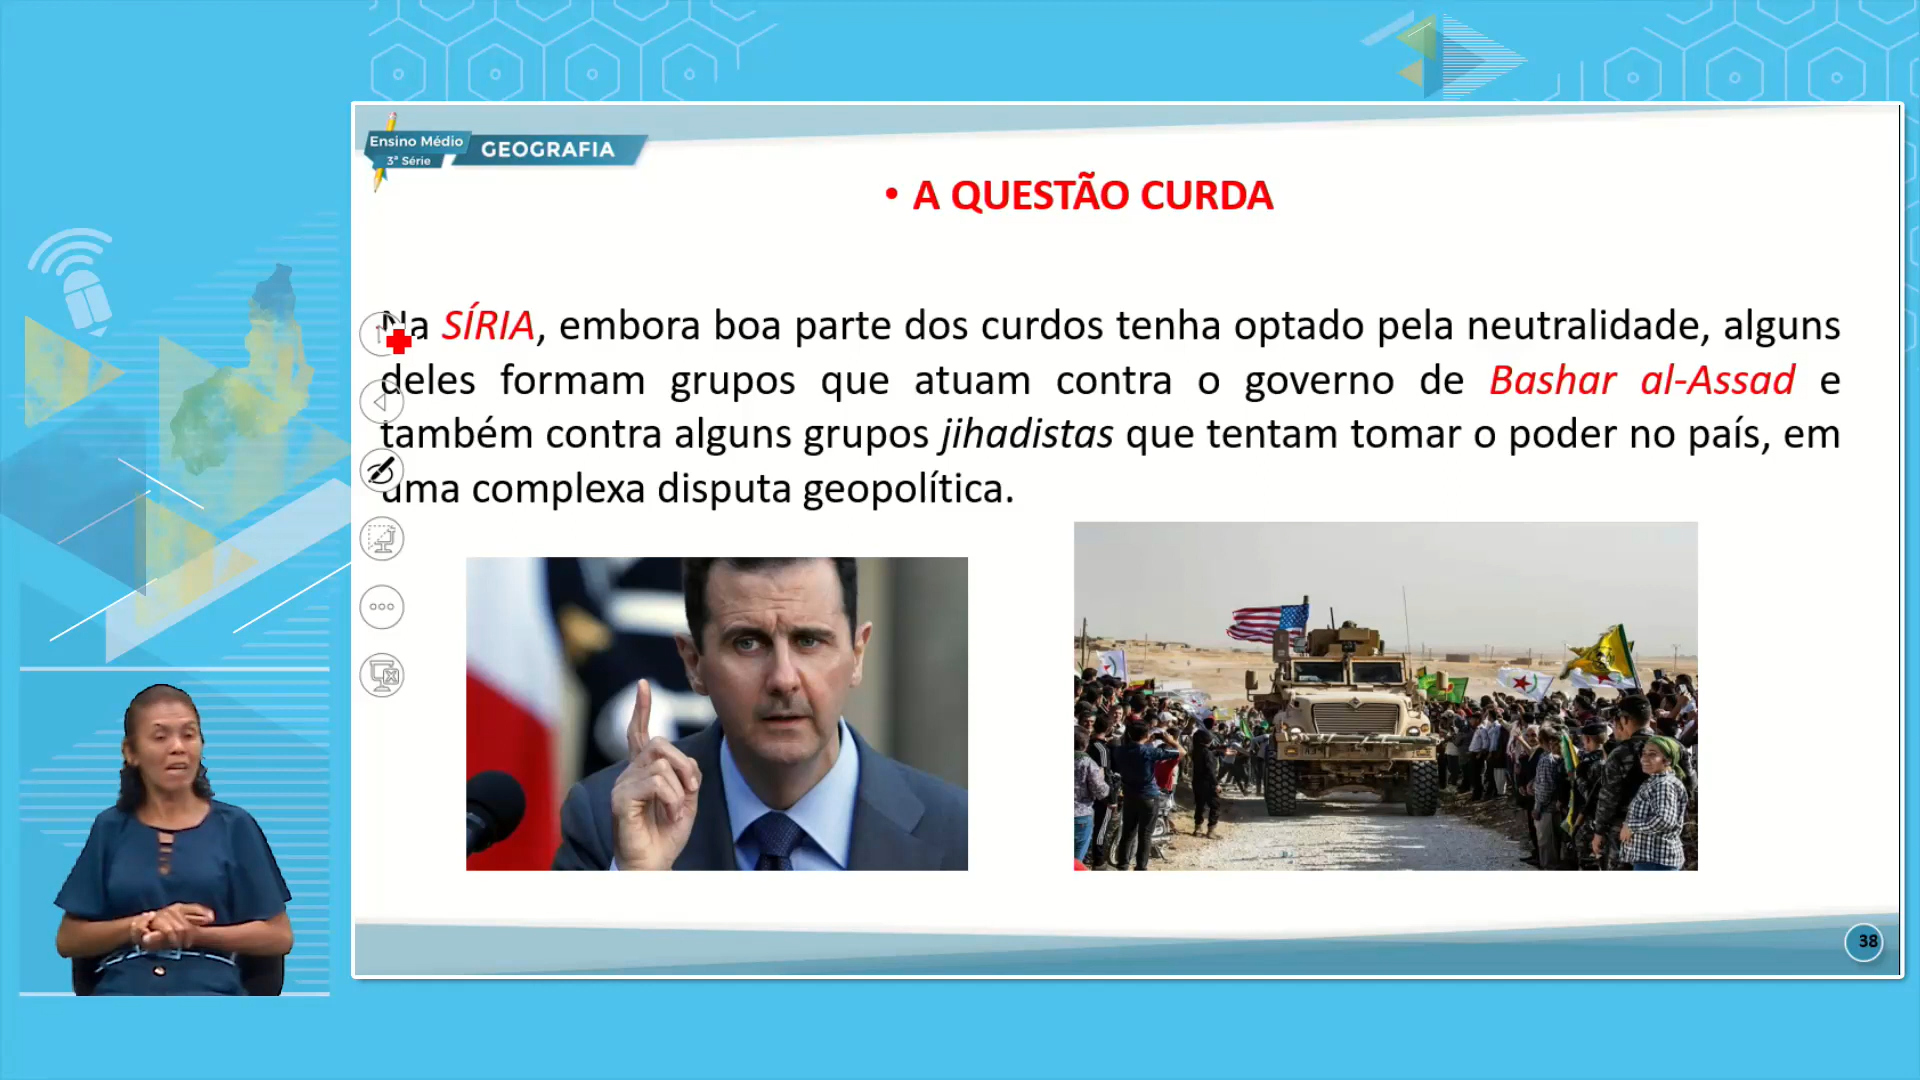 Ensino Médio
3ª Série
GEOGRAFIA
• A QUESTÃO CURDA
Na SÍRIA, embora boa parte dos curdos tenha optado pela neutralidade, alguns
deles formam grupos que atuam contra o governo de Bashar al-Assad e
também contra alguns grupos jihadistas que tentam tomar o poder no país, em
uma complexa disputa geopolítica.
38